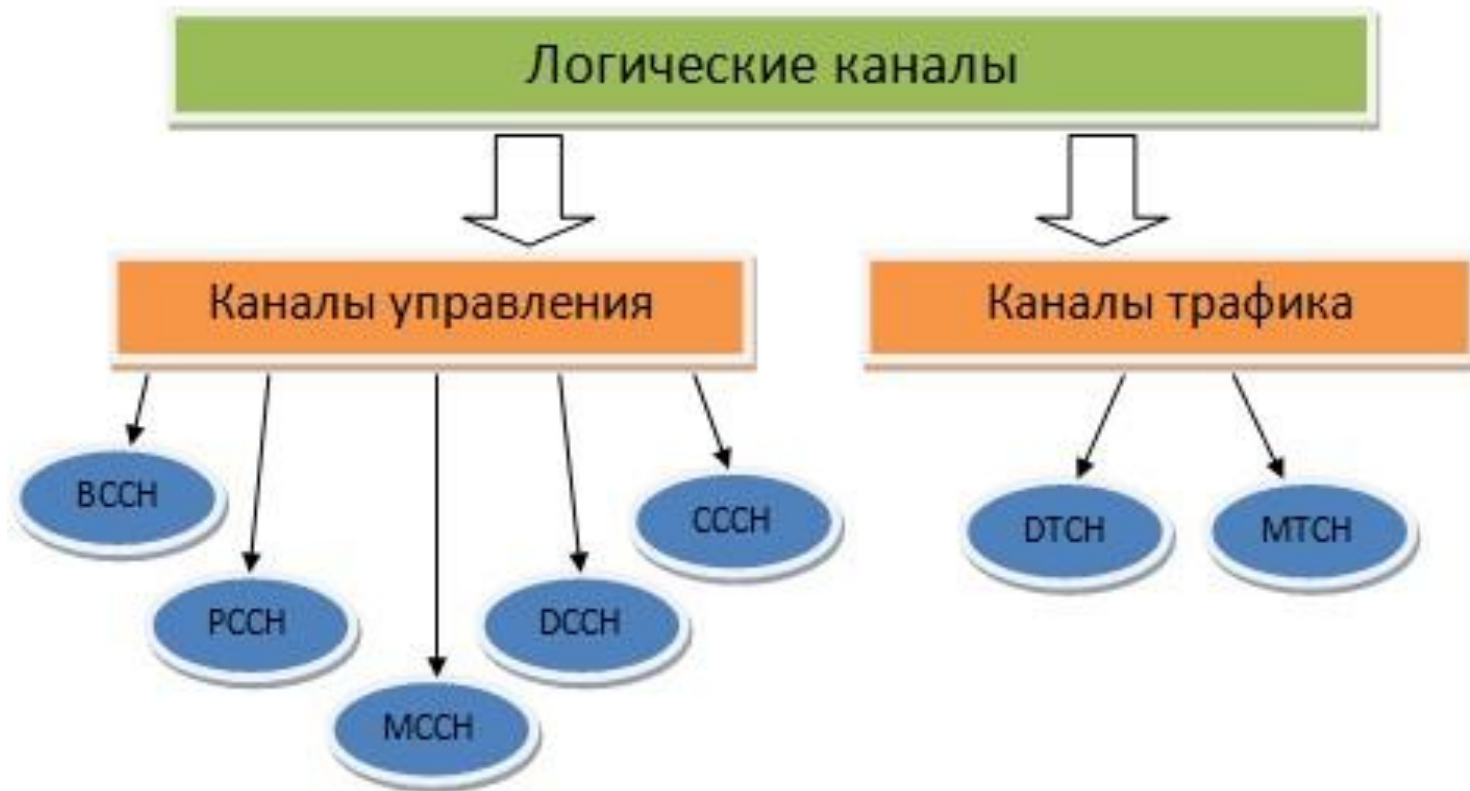 Логические каналы
Каналы управления
Каналы трафика
BCCH
PCCH
MCCH
DCCH
CCCH
DTCH
MTCH